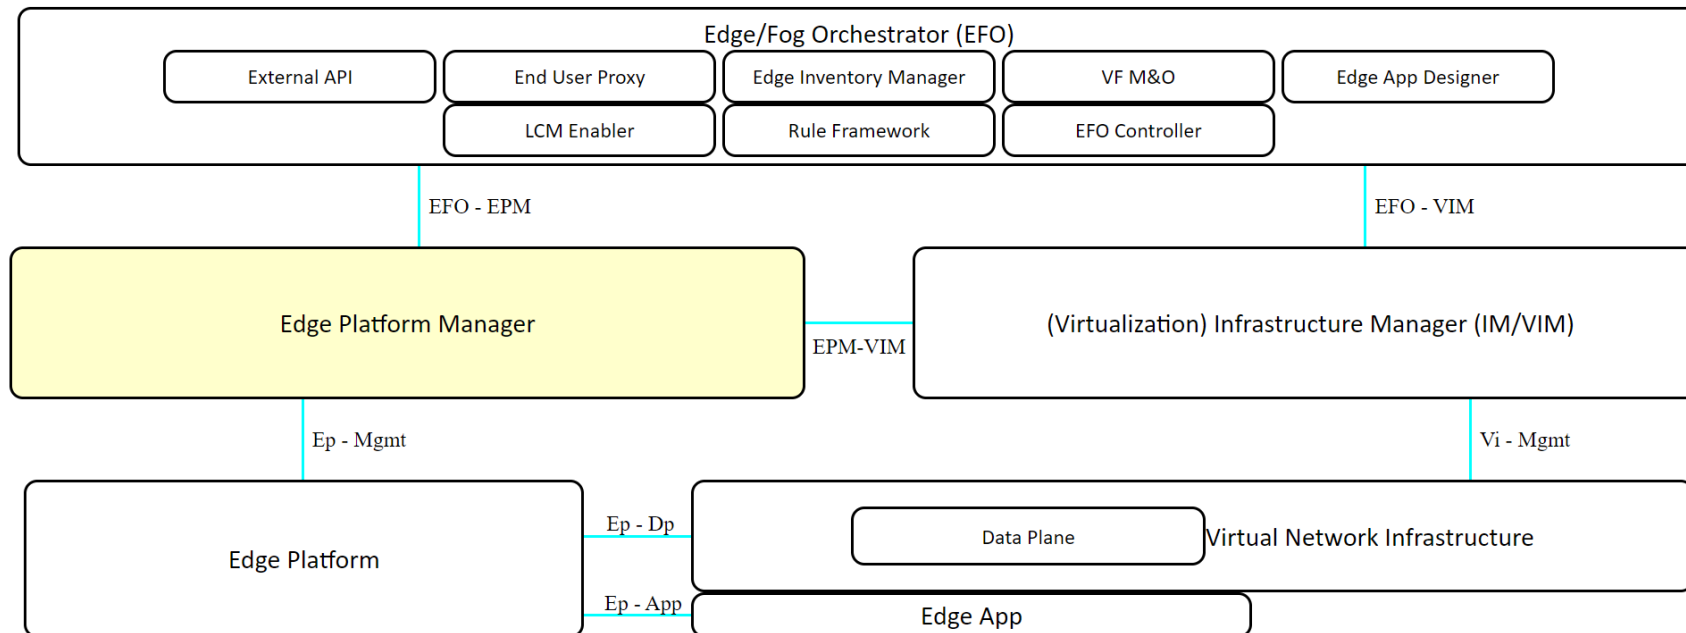 Edge/Fog Orchestrator (EFO)
External API
End User Proxy
Edge Inventory Manager
VF M&O
Edge App Designer
LCM Enabler
Rule Framework
EFO Controller
EFO - EPM
EFO - VIM
Edge Platform Manager
EPM-VIM
(Virtualization) Infrastructure Manager (IM/VIM)
Ep - Mgmt
Vi - Mgmt
Edge Platform
Ep - Dp
Data Plane
Virtual Network Infrastructure
Ep - App
Edge App